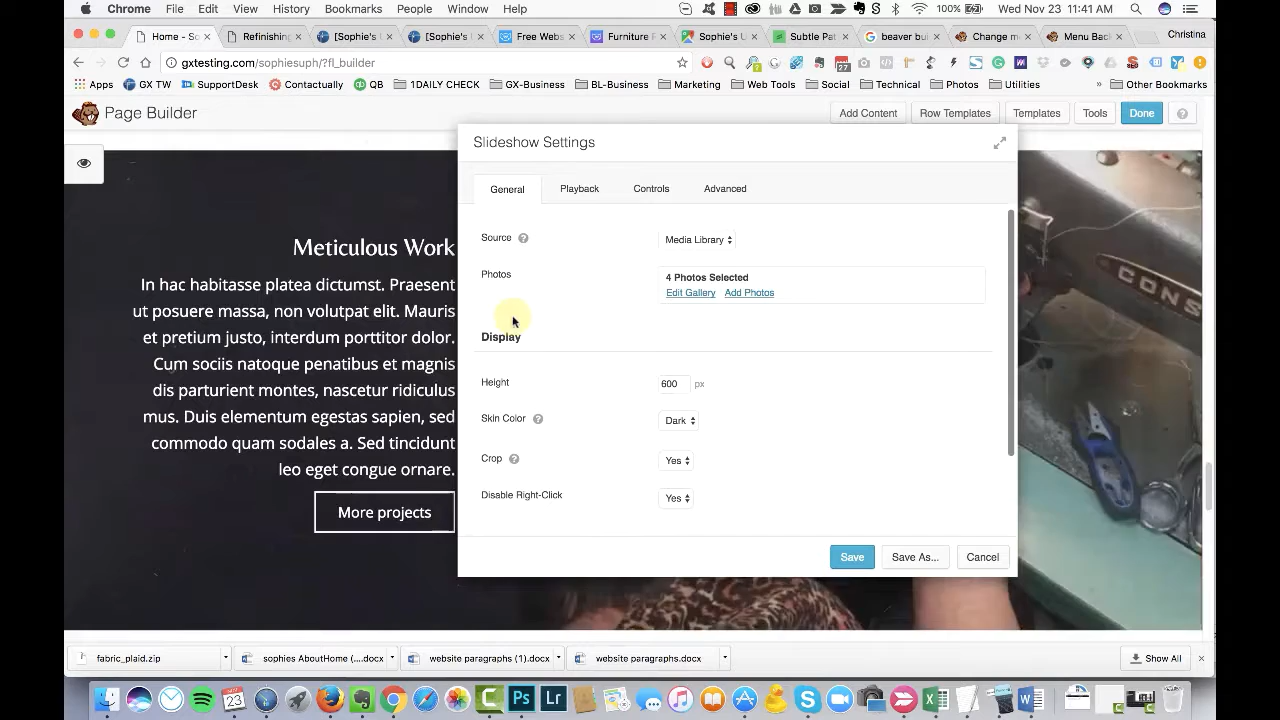 Chrome File Edit View History Bookmarks People Window Help 100% Wed Nov 23 11:41 AM
Home - So [Refinishing [Sophie's [Sophie's Free Webs Furniture F Sophie's U Subtle Pat beaver bui Change m Menu Bac Christina
gxtesting.com/sophiesuph/?fl_builder
Apps GX TW SupportDesk Contactually QB 1DAILY CHECK GX-Business BL-Business Marketing Web Tools Social Technical Photos Utilities » Other Bookmarks
Page Builder Add Content Row Templates Templates Tools Done ?
Slideshow Settings
General Playback Controls Advanced
Source ? Media Library
Photos 4 Photos Selected
Edit Gallery Add Photos
Display
Height 600 px
Skin Color ? Dark
Crop ? Yes
Disable Right-Click Yes
Save Save As... Cancel
Meticulous Work
In hac habitasse platea dictumst. Praesent
ut posuere massa, non volutpat elit. Mauris
et pretium justo, interdum porttitor dolor.
Cum sociis natoque penatibus et magnis
dis parturient montes, nascetur ridiculus
mus. Duis elementum egestas sapien, sed
commodo quam sodales a. Sed tincidunt
leo eget congue ornare.
More projects
CONS
fabric_plaid.zip sophies AboutHome (....docx website paragraphs (1).docx website paragraphs.docx Show All
23 Ps Lr